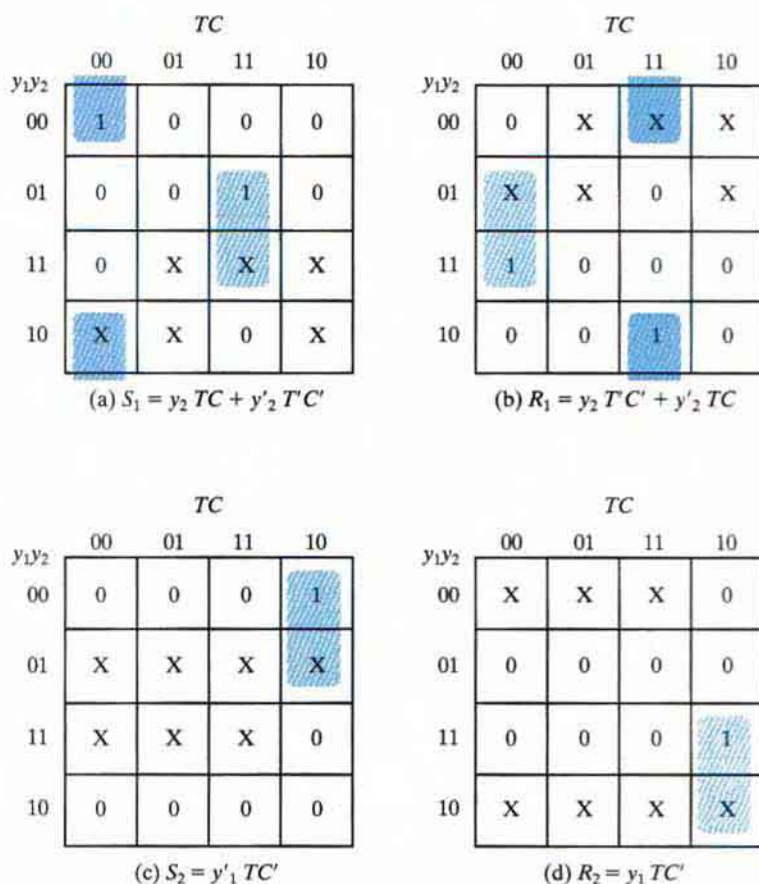 TC TC
00 01 11 10 00 01 11 10
y₁y₂ y₁y₂
00 1 0 0 0 00 0 X X X
01 0 0 1 0 01 X X 0 X
11 0 X X X 11 1 0 0 0
10 X X 0 X 10 0 0 1 0
(a) S₁ = y₂ TC + y'₂ T'C' (b) R₁ = y₂ T'C' + y'₂ TC
TC TC
00 01 11 10 00 01 11 10
y₁y₂ y₁y₂
00 0 0 0 1 00 X X X 0
01 X X X X 01 0 0 0 0
11 X X X 0 11 0 0 0 1
10 0 0 0 0 10 X X X X
(c) S₂ = y'₁ TC' (d) R₂ = y₁ TC'